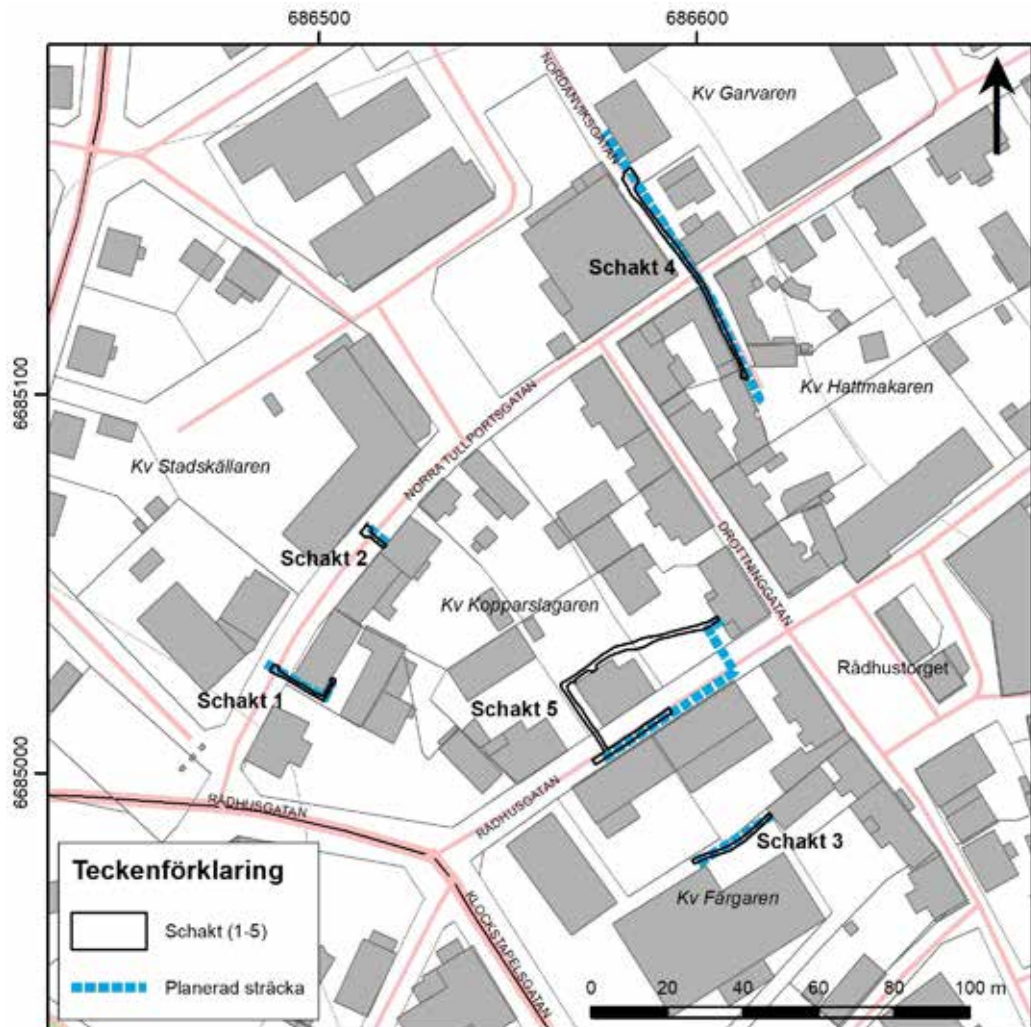 686500
686600
NORDANVIKSGATAN
Kv Garvaren
Schakt 4
6685100
Kv Hattmakaren
NORRA TULLPORTSGATAN
Kv Stadskällaren
DROTTNINGGATAN
Schakt 2
Kv Kopparslagaren
Rådhustorget
Schakt 1
Schakt 5
6685000
RÅDHUSGATAN
RÅDHUSGATAN
Schakt 3
Teckenförklaring
Kv Färgaren
KLOCKSTAPELSGATAN
Schakt (1-5)
Planerad sträcka
0 20 40 60 80 100 m